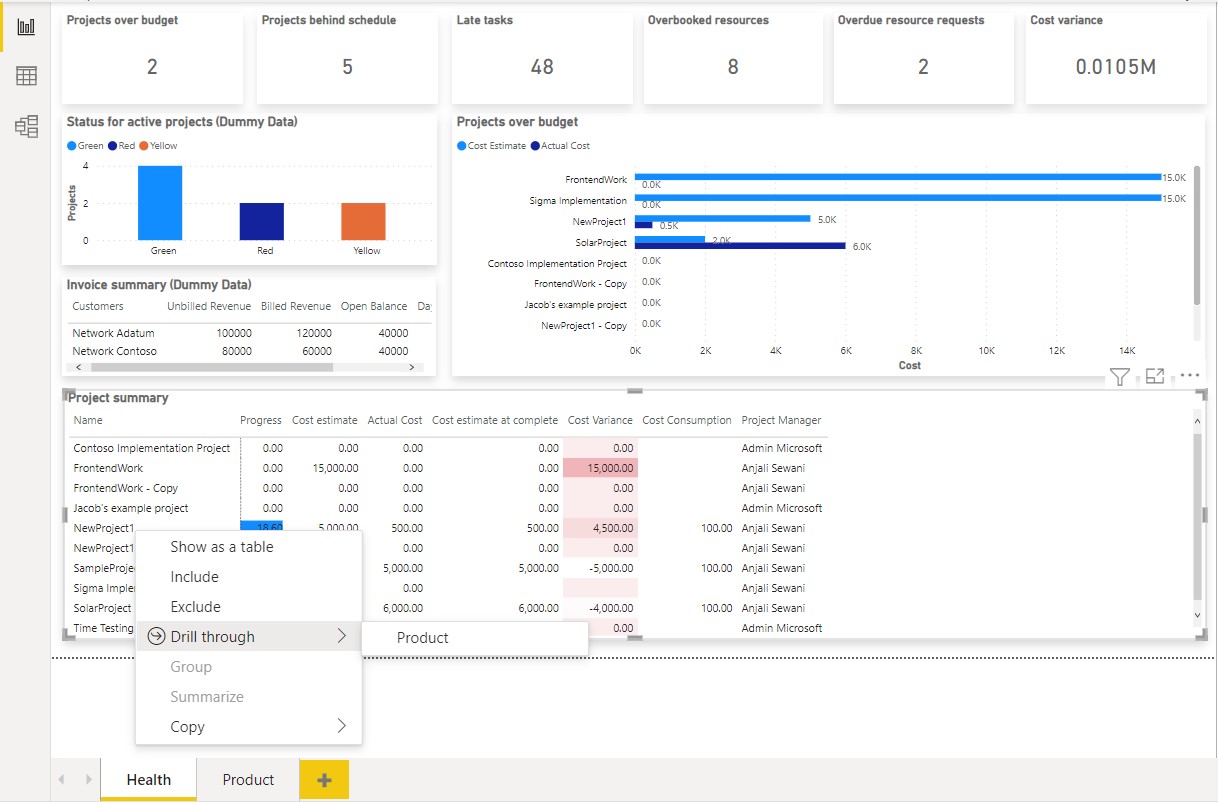 Projects over budget Projects behind schedule Late tasks Overbooked resources Overdue resource requests Cost variance
2 5 48 8 2 0.0105M
Status for active projects (Dummy Data)
Green Red Yellow
Projects
4
2
0
Green Red Yellow
Projects over budget
Cost Estimate Actual Cost
FrontendWork 15.0K
0.0K
Sigma Implementation 15.0K
0.0K
NewProject1 5.0K
0.5K
SolarProject 2.0K
6.0K
Contoso Implementation Project 0.0K
FrontendWork - Copy 0.0K
Jacob's example project 0.0K
NewProject1 - Copy 0.0K
0K 2K 4K 6K 8K 10K 12K 14K
Cost
Invoice summary (Dummy Data)
Customers Unbilled Revenue Billed Revenue Open Balance Da
Network Adatum 100000 120000 40000
Network Contoso 80000 60000 40000
Project summary
Name Progress Cost estimate Actual Cost Cost estimate at complete Cost Variance Cost Consumption Project Manager
Contoso Implementation Project 0.00 0.00 0.00 0.00 0.00 Admin Microsoft
FrontendWork 0.00 15,000.00 0.00 0.00 15,000.00 Anjali Sewani
FrontendWork - Copy 0.00 0.00 0.00 0.00 0.00 Anjali Sewani
Jacob's example project 0.00 0.00 0.00 0.00 0.00 Admin Microsoft
NewProject1 18.60 5,000.00 500.00 500.00 4,500.00 100.00 Anjali Sewani
NewProject1 0.00 0.00 0.00 Anjali Sewani
SampleProje 5,000.00 5,000.00 -5,000.00 100.00 Anjali Sewani
Sigma Imple 0.00 Anjali Sewani
SolarProject 6,000.00 6,000.00 -4,000.00 100.00 Anjali Sewani
Time Testing 0.00 Admin Microsoft
Show as a table
Include
Exclude
Drill through
Product
Group
Summarize
Copy
Health Product